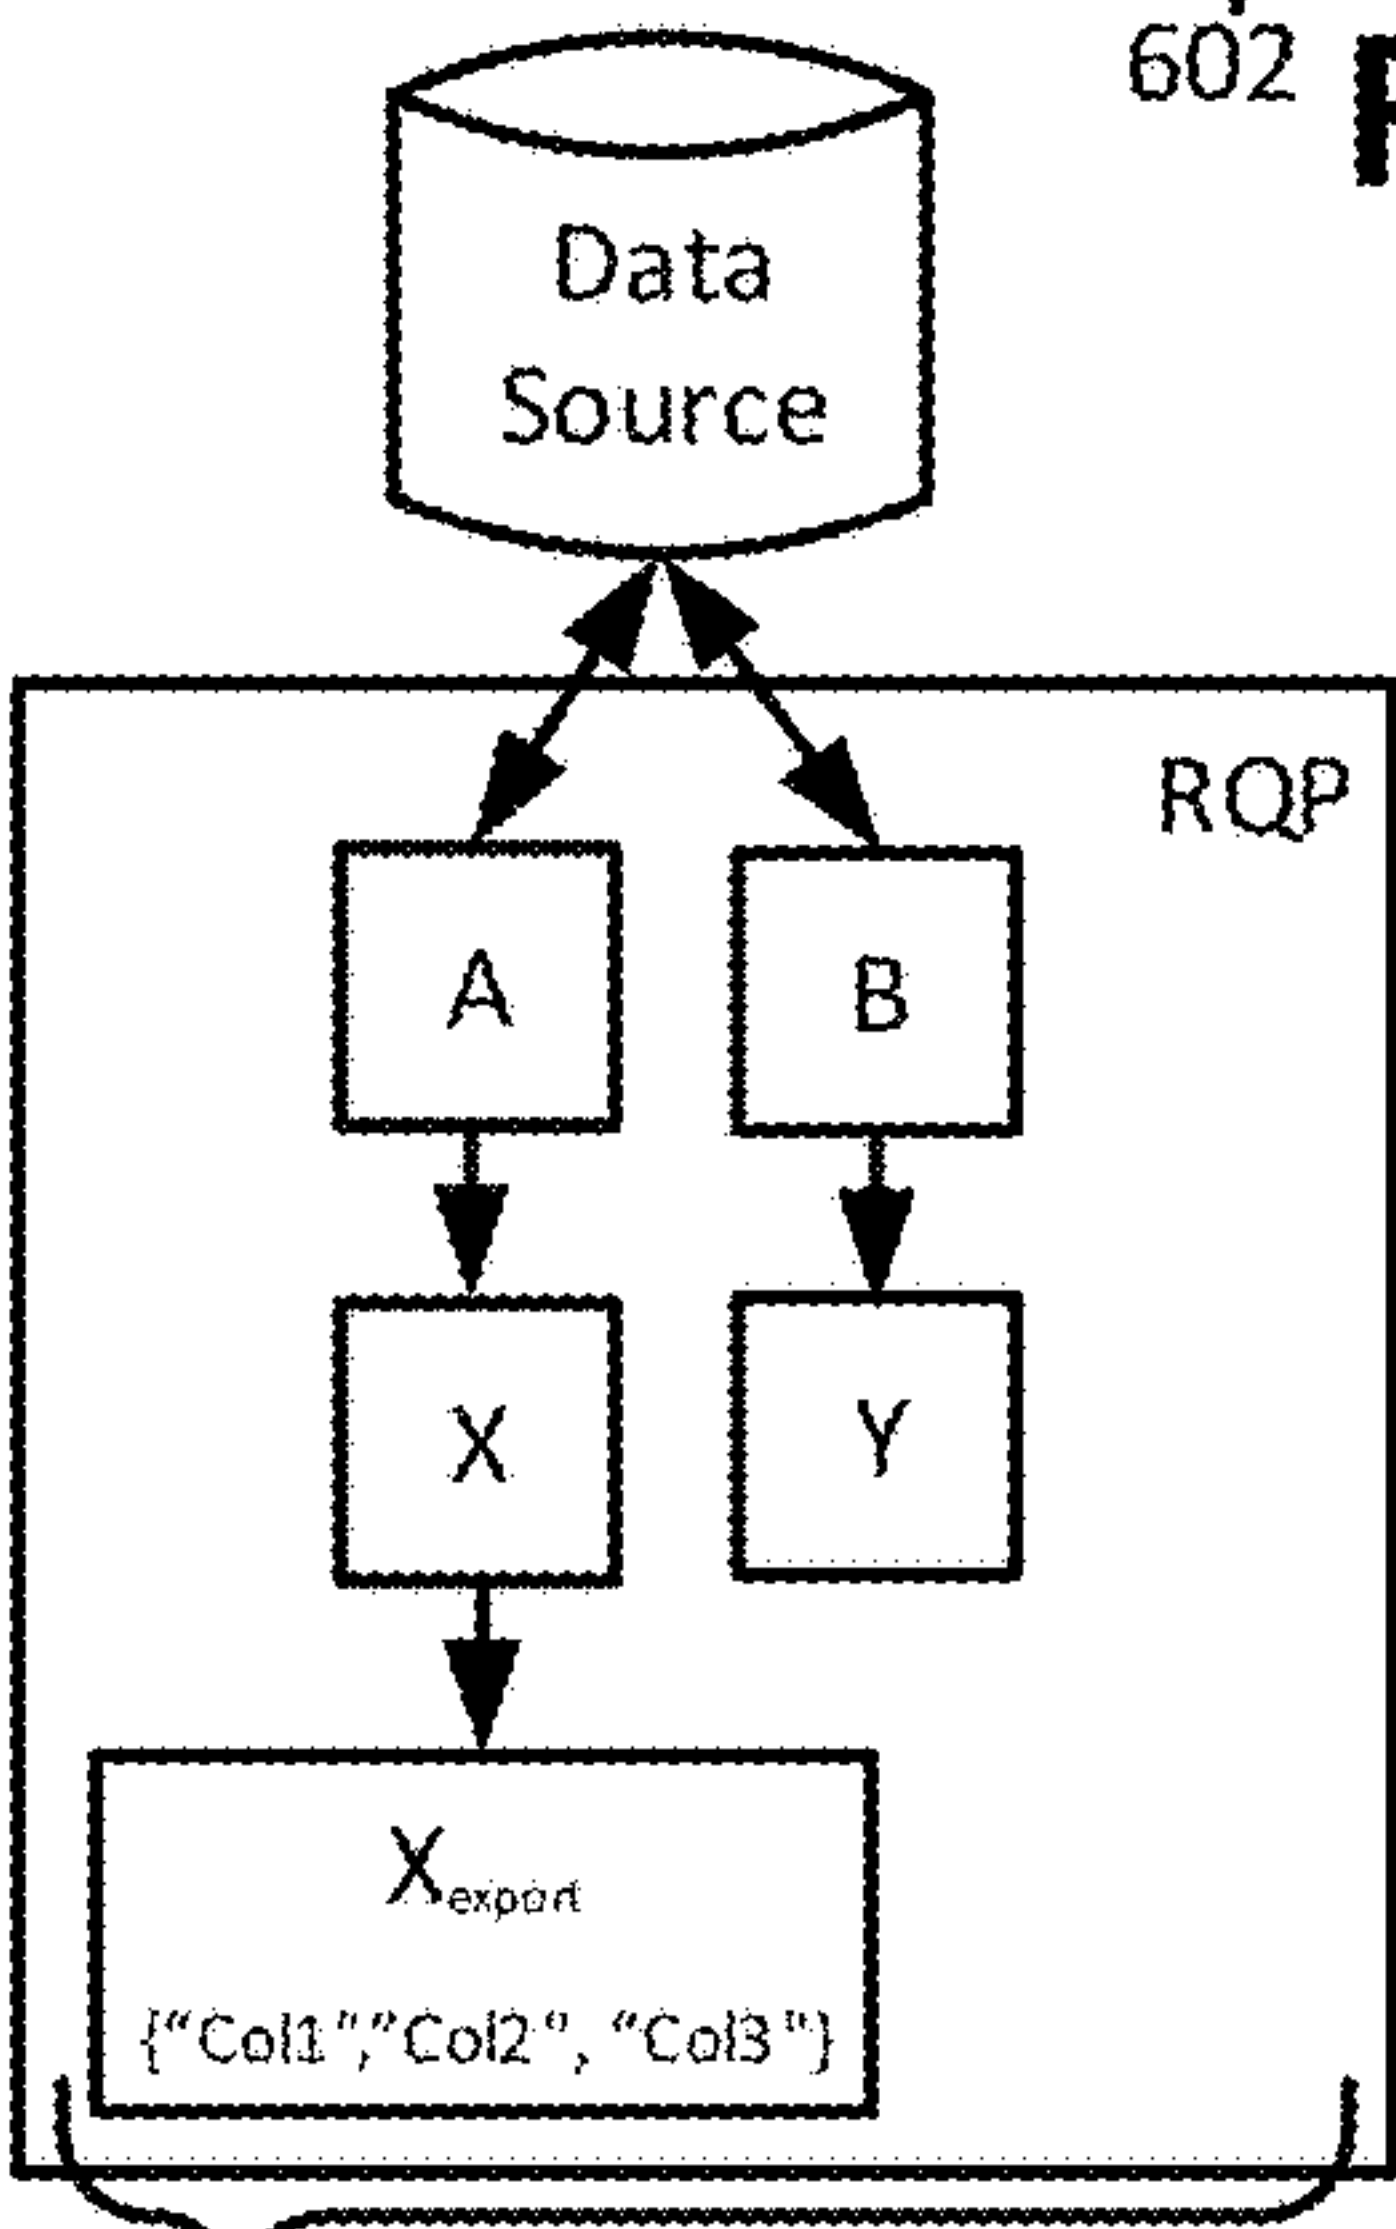 602
Data
Source
RQP
A
B
X
Y
Xexport
{“Col1”,”Col2”, “Col3”}